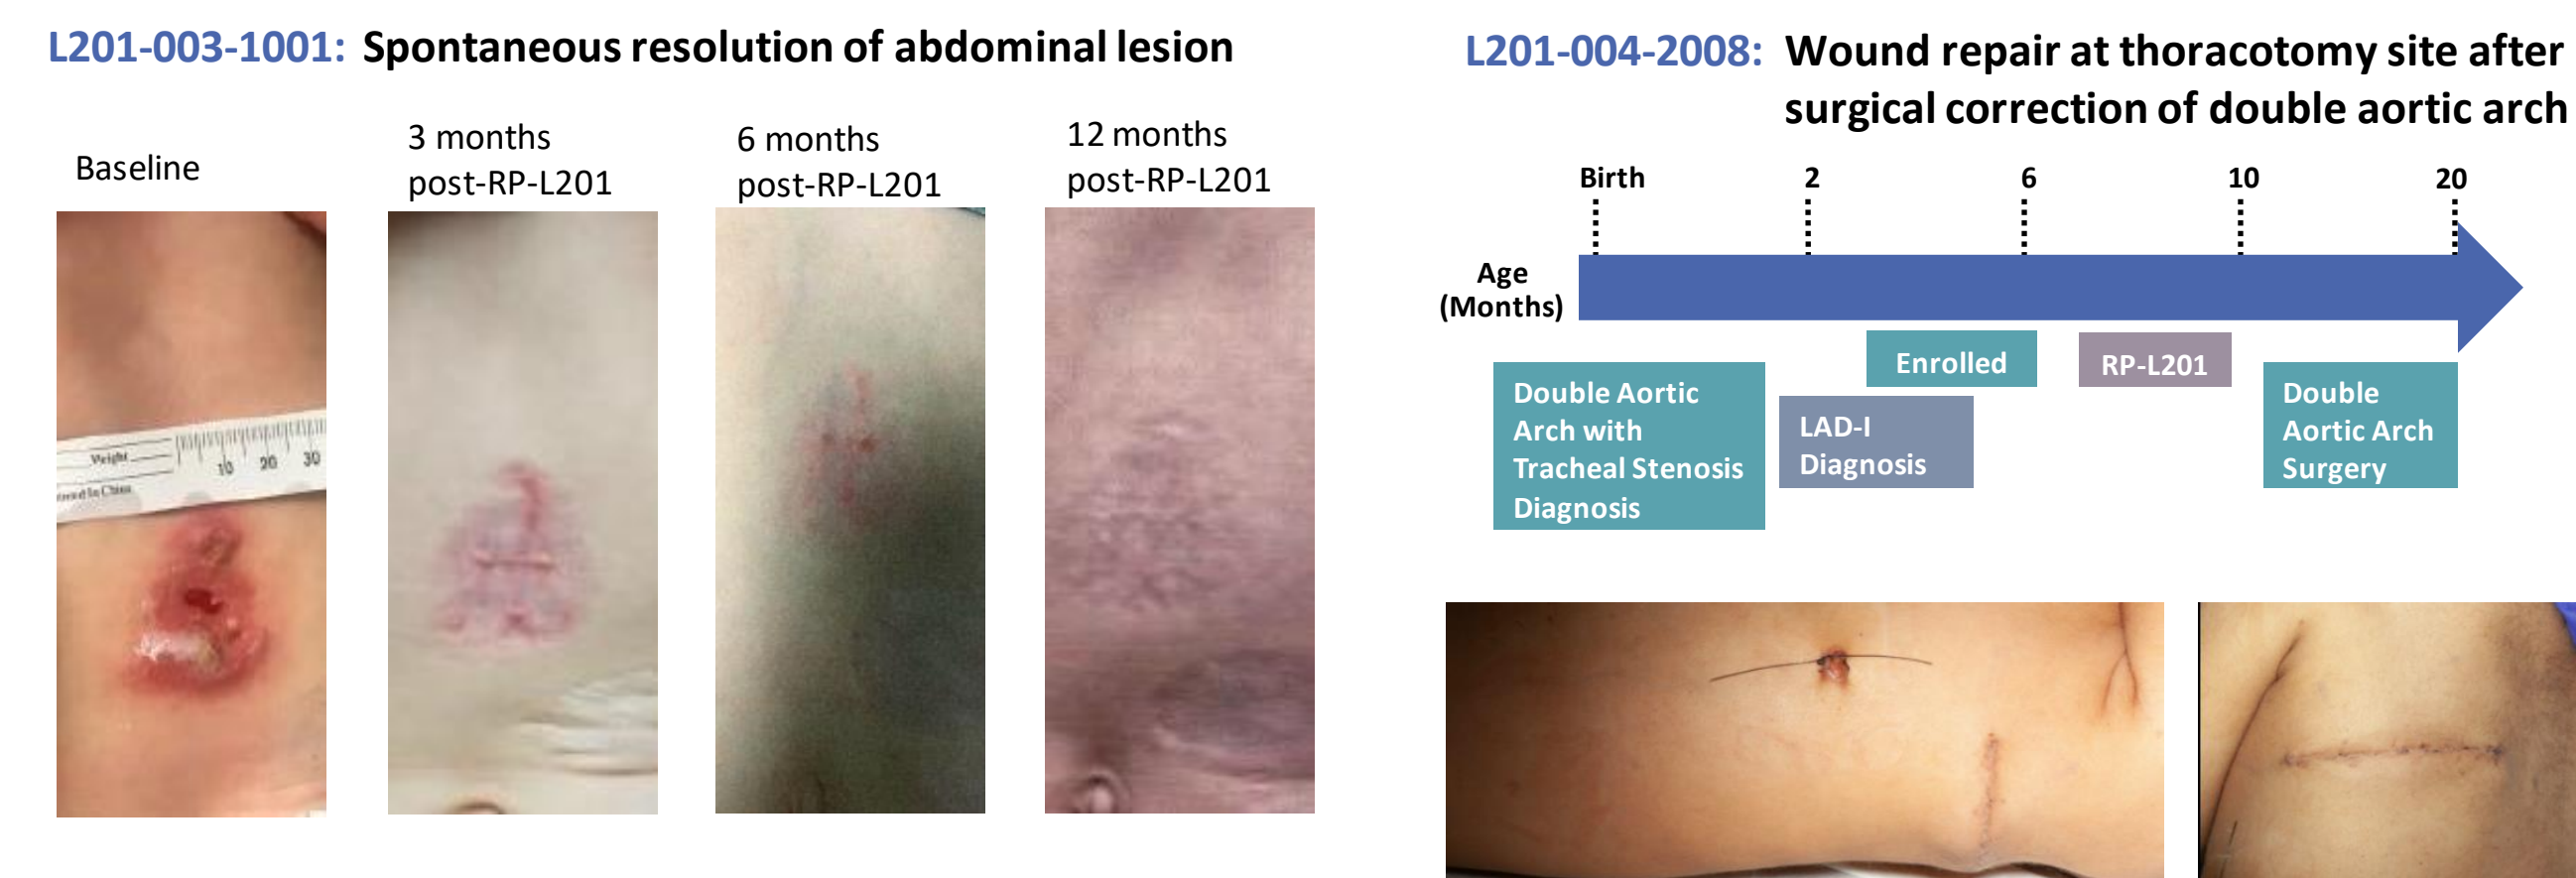 L201-003-1001: Spontaneous resolution of abdominal lesion
Baseline
3 months
post-RP-L201
6 months
post-RP-L201
12 months
post-RP-L201
Weight
10 20 30
in China
L201-004-2008: Wound repair at thoracotomy site after
surgical correction of double aortic arch
Birth 2 6 10 20
Age
(Months)
Enrolled
RP-L201
Double Aortic
Arch with
Tracheal Stenosis
Diagnosis
LAD-I
Diagnosis
Double
Aortic Arch
Surgery